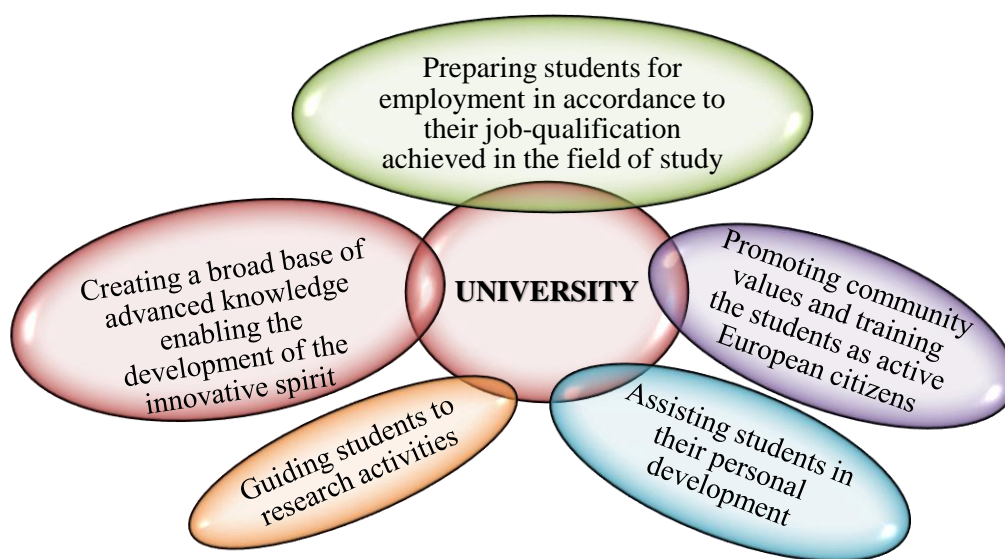 Preparing students for
employment in accordance to
their job-qualification
achieved in the field of study
Creating a broad base of
advanced knowledge
enabling the
development of the
innovative spirit
UNIVERSITY
Promoting community
values and training
the students as active
European citizens
Guiding students to
research activities
Assisting students in
their personal
development